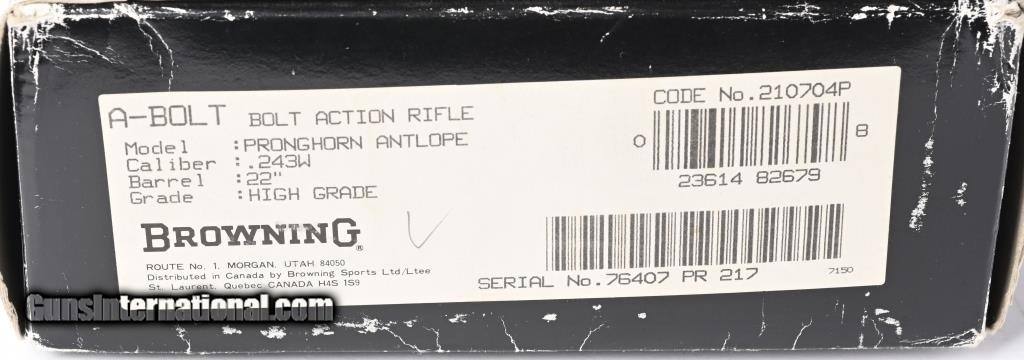 A-BOLT BOLT ACTION RIFLE
Model :PRONGHORN ANTLOPE
Caliber :.243W
Barrel :22"
Grade :HIGH GRADE
BROWNING®
ROUTE No. 1, MORGAN, UTAH 84050
Distributed in Canada by Browning Sports Ltd/Ltee
St. Laurent, Quebec CANADA H4S 1S9
CODE No.210704P
0 8
23614 82679
SERIAL No.76407 PR 217
7150
GunsInternational.com